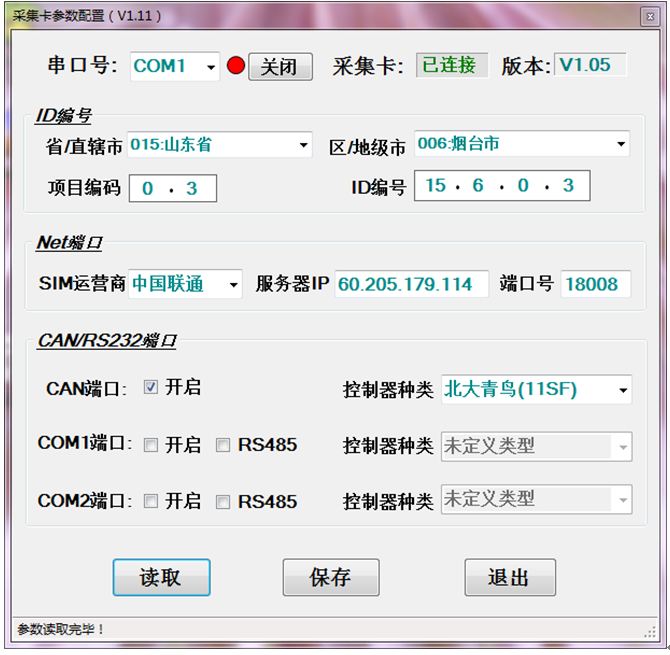 采集卡参数配置 ( V1.11 )
串口号: COM1 关闭 采集卡: 已连接 版本: V1.05
ID编号
省/直辖市 015:山东省 区/地级市 006:烟台市
项目编码 0 . 3 ID编号 15 . 6 . 0 . 3
Net端口
SIM运营商 中国联通 服务器IP 60.205.179.114 端口号 18008
CAN/RS232端口
CAN端口: 开启 控制器种类 北大青鸟(11SF)
COM1端口: 开启 RS485 控制器种类 未定义类型
COM2端口: 开启 RS485 控制器种类 未定义类型
读取 保存 退出
参数读取完毕！